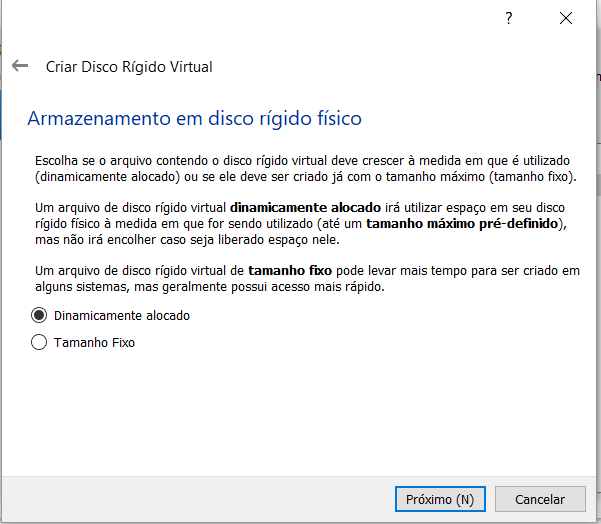 ?
Criar Disco Rígido Virtual
Armazenamento em disco rígido físico
Escolha se o arquivo contendo o disco rígido virtual deve crescer à medida em que é utilizado
(dinamicamente alocado) ou se ele deve ser criado já com o tamanho máximo (tamanho fixo).
Um arquivo de disco rígido virtual dinamicamente alocado irá utilizar espaço em seu disco
rígido físico à medida em que for sendo utilizado (até um tamanho máximo pré-definido),
mas não irá encolher caso seja liberado espaço nele.
Um arquivo de disco rígido virtual de tamanho fixo pode levar mais tempo para ser criado em
alguns sistemas, mas geralmente possui acesso mais rápido.
Dinamicamente alocado
Tamanho Fixo
Próximo (N)
Cancelar